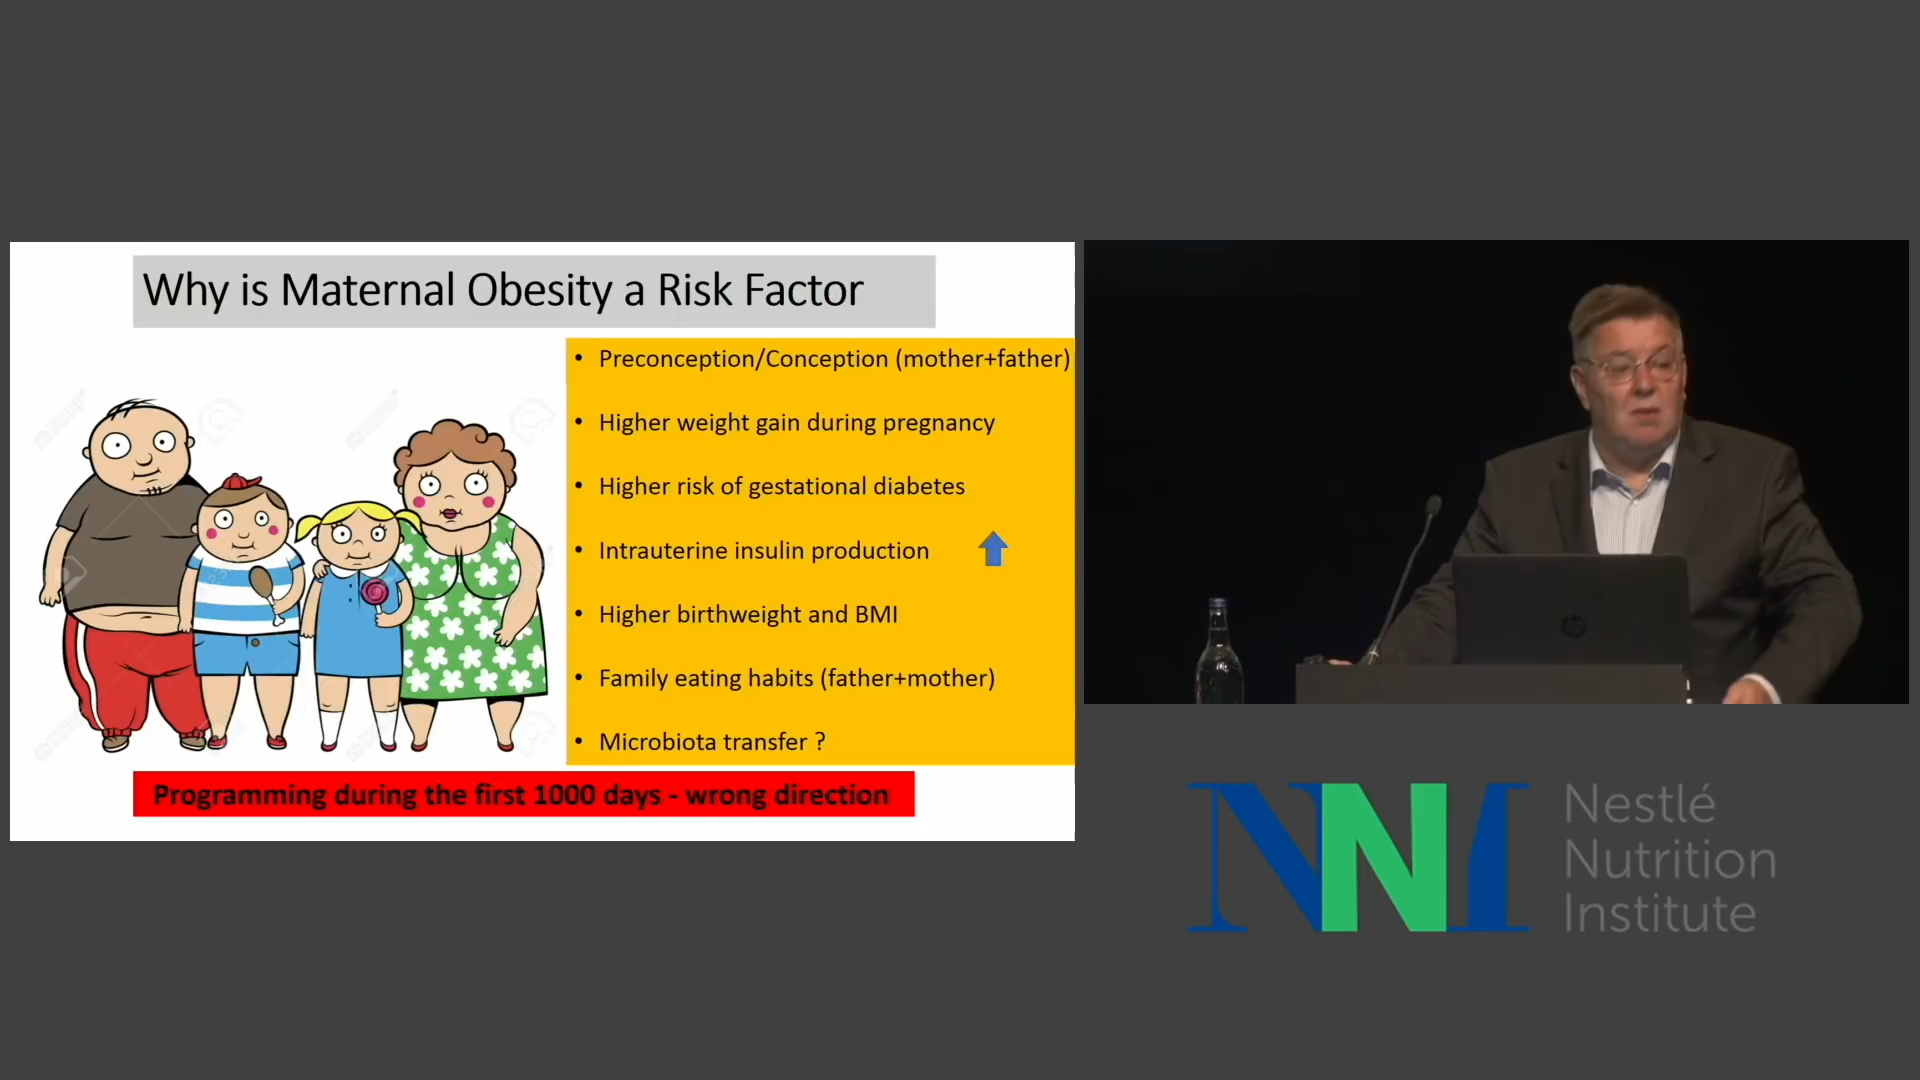 Why is Maternal Obesity a Risk Factor
• Preconception/Conception (mother+father)
• Higher weight gain during pregnancy
• Higher risk of gestational diabetes
• Intrauterine insulin production
• Higher birthweight and BMI
• Family eating habits (father+mother)
• Microbiota transfer ?
Programming during the first 1000 days - wrong direction
hp
NNI
Nestlé
Nutrition
Institute